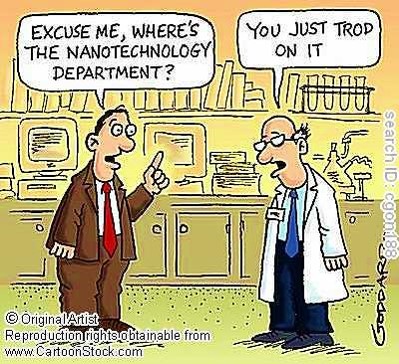 EXCUSE ME, WHERE'S
THE NANOTECHNOLOGY
DEPARTMENT?
YOU JUST TROD
ON IT
search ID: cgon188
GODDARD
© Original Artist
Reproduction rights obtainable from
www.CartoonStock.com